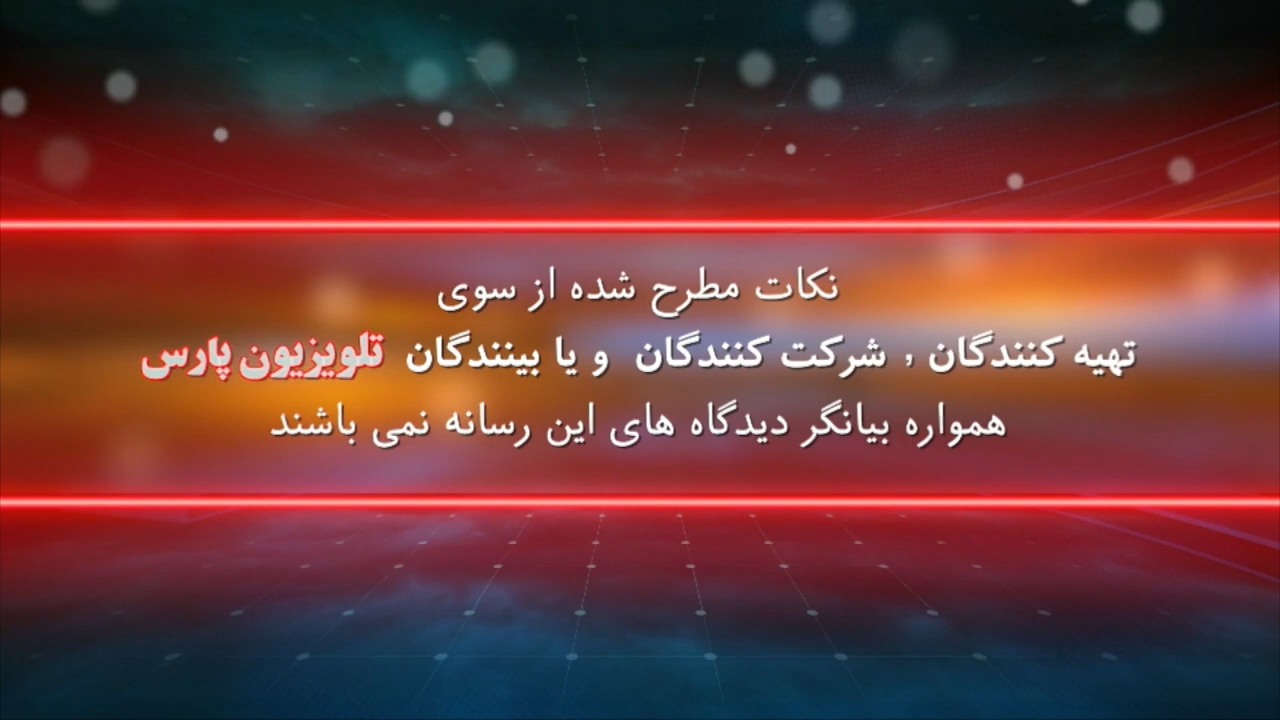 نکات مطرح شده از سوی
تهیه کنندگان , شرکت کنندگان و یا بینندگان تلویزیون پارس
همواره بیانگر دیدگاه های این رسانه نمی باشند